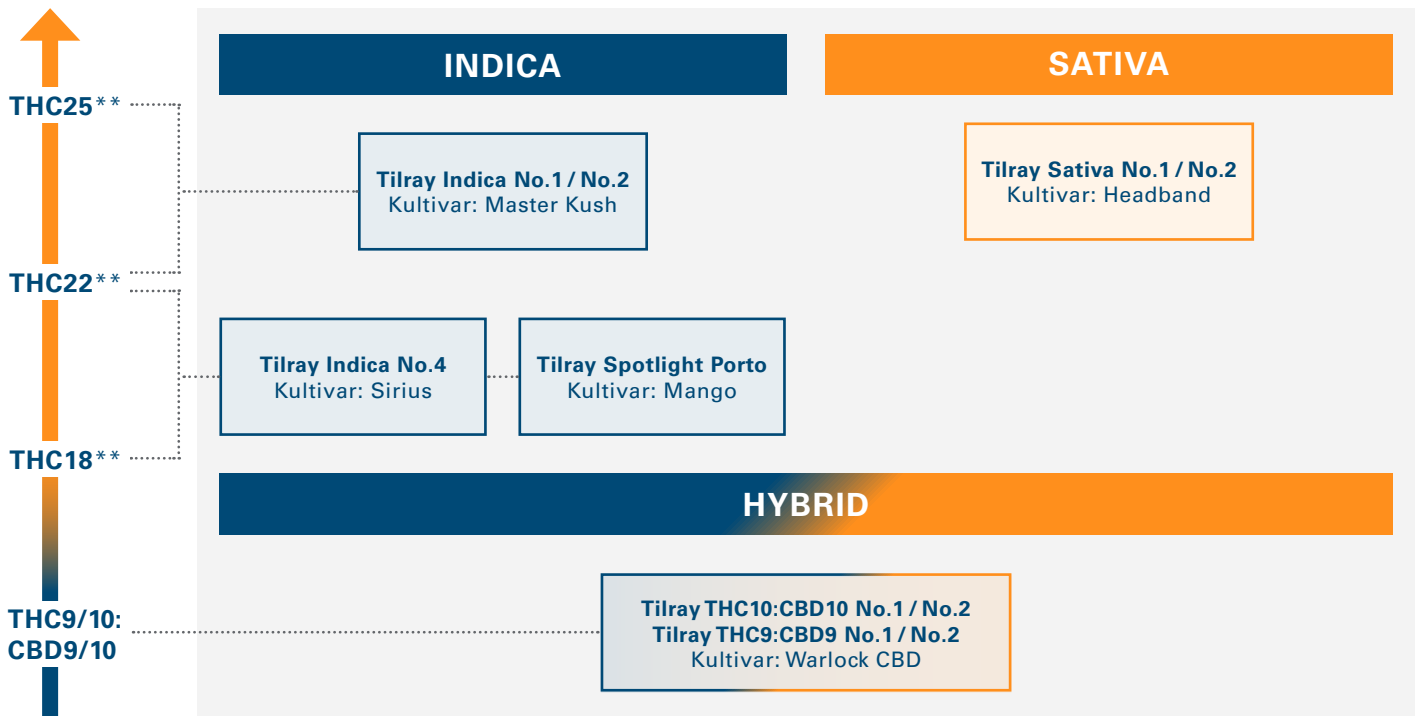 INDICA
SATIVA
THC25**
Tilray Indica No.1 / No.2
Kultivar: Master Kush
Tilray Sativa No.1 / No.2
Kultivar: Headband
THC22**
Tilray Indica No.4
Kultivar: Sirius
Tilray Spotlight Porto
Kultivar: Mango
THC18**
HYBRID
THC9/10:
CBD9/10
Tilray THC10:CBD10 No.1 / No.2
Tilray THC9:CBD9 No.1 / No.2
Kultivar: Warlock CBD